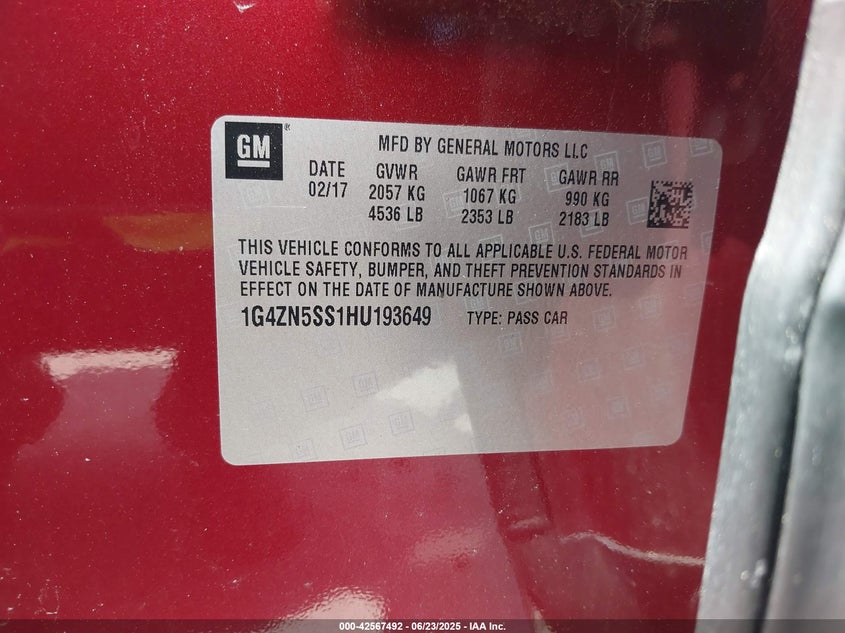 GM®
MFD BY GENERAL MOTORS LLC
DATE GVWR GAWR FRT GAWR RR
02/17 2057 KG 1067 KG 990 KG
4536 LB 2353 LB 2183 LB
THIS VEHICLE CONFORMS TO ALL APPLICABLE U.S. FEDERAL MOTOR
VEHICLE SAFETY, BUMPER, AND THEFT PREVENTION STANDARDS IN
EFFECT ON THE DATE OF MANUFACTURE SHOWN ABOVE.
1G4ZN5SS1HU193649 TYPE: PASS CAR
000-42567492 - 06/23/2025 - IAA Inc.